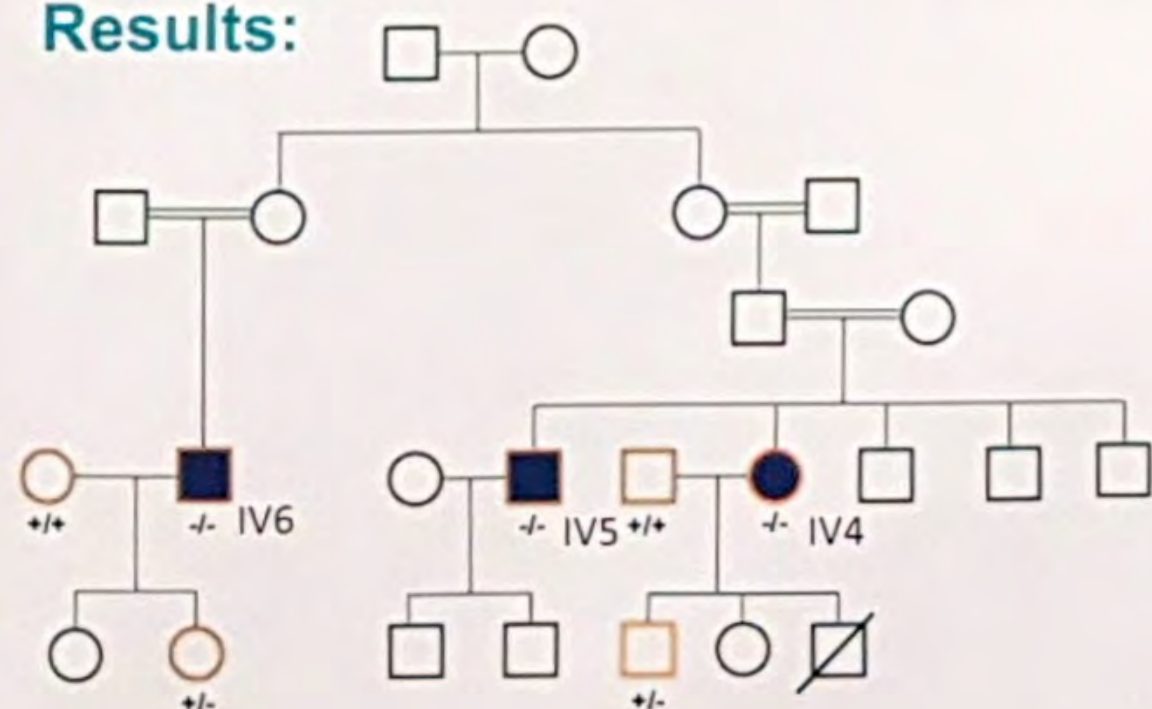 Results:
+/+ -/- IV6 -/- IV5 +/+ -/- IV4
+/- +/-